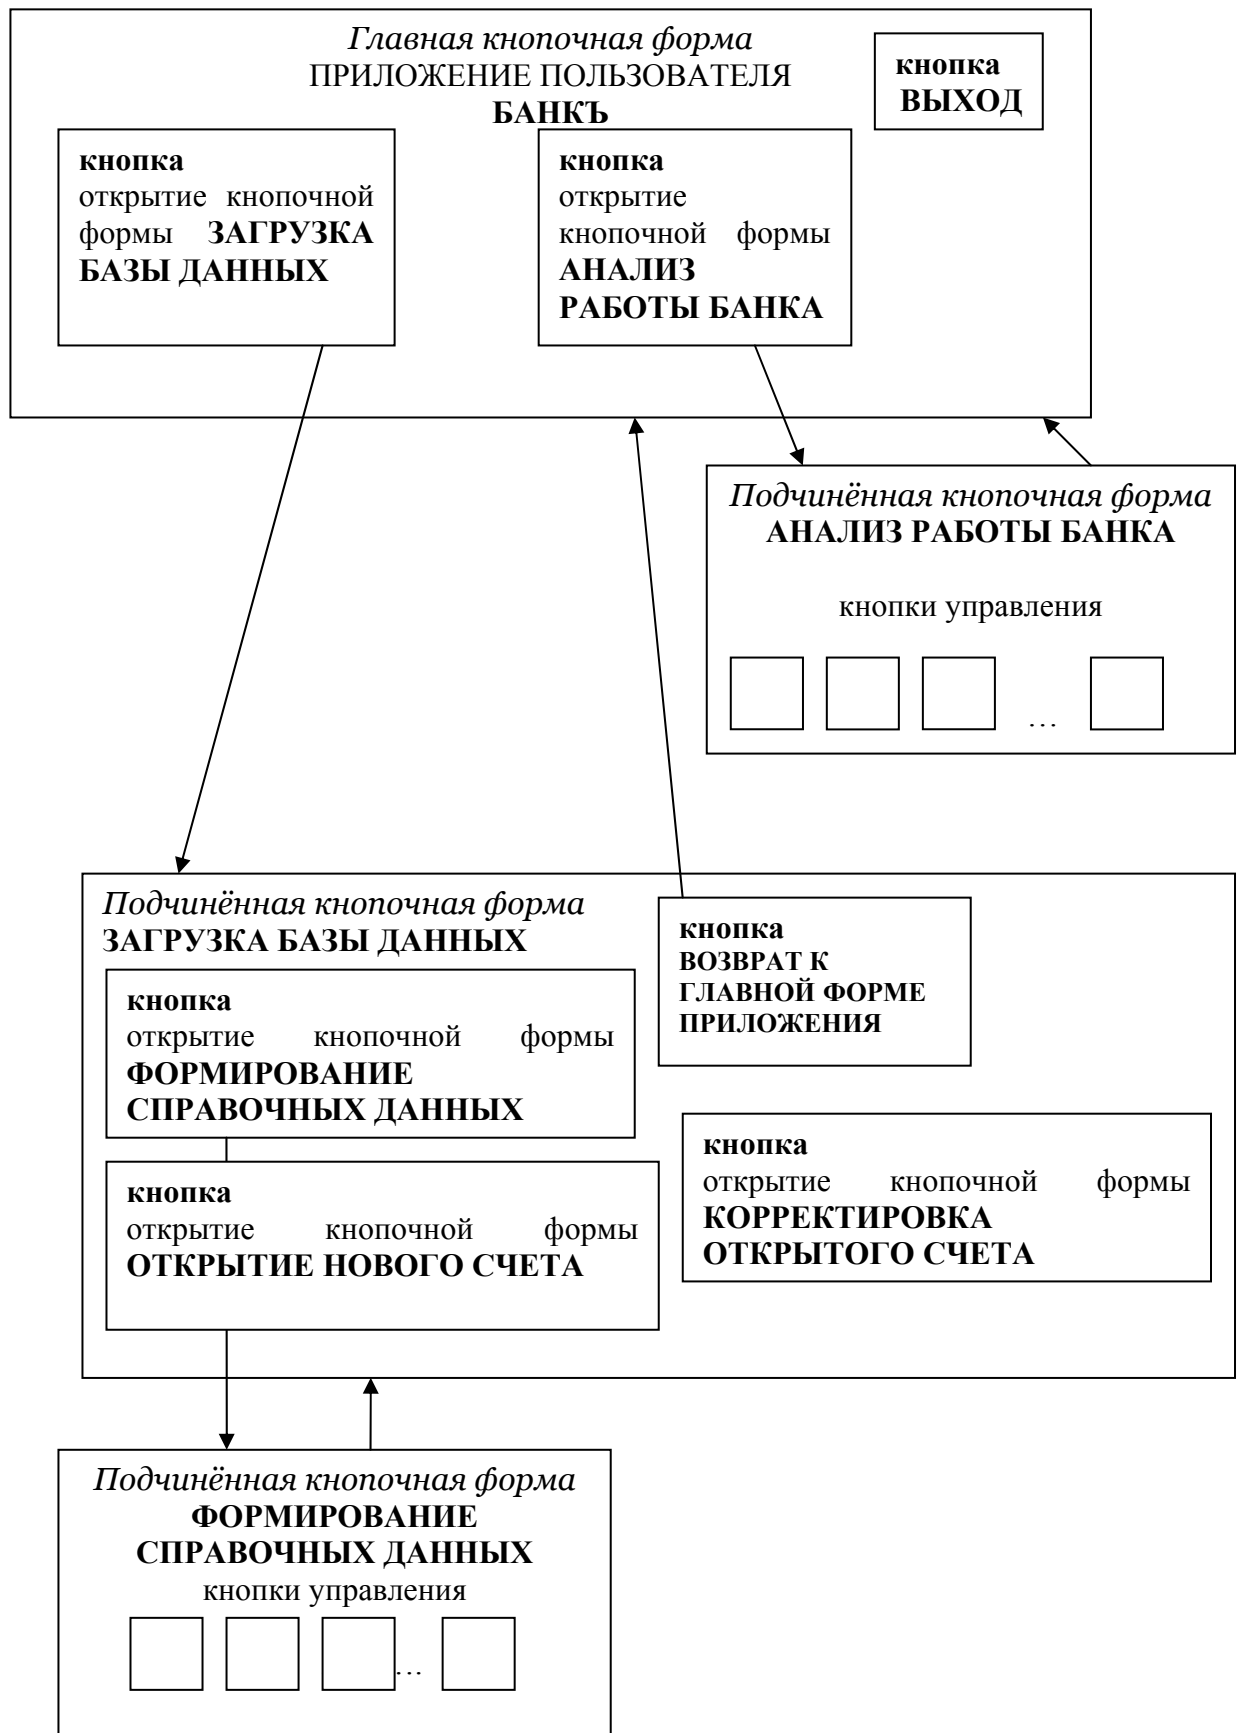 Главная кнопочная форма
ПРИЛОЖЕНИЕ ПОЛЬЗОВАТЕЛЯ
БАНКЪ
кнопка
ВЫХОД
кнопка
открытие кнопочной
формы ЗАГРУЗКА
БАЗЫ ДАННЫХ
кнопка
открытие
кнопочной формы
АНАЛИЗ
РАБОТЫ БАНКА
Подчинённая кнопочная форма
АНАЛИЗ РАБОТЫ БАНКА
кнопки управления
...
Подчинённая кнопочная форма
ЗАГРУЗКА БАЗЫ ДАННЫХ
кнопка
ВОЗВРАТ К
ГЛАВНОЙ ФОРМЕ
ПРИЛОЖЕНИЯ
кнопка
открытие кнопочной формы
ФОРМИРОВАНИЕ
СПРАВОЧНЫХ ДАННЫХ
кнопка
открытие кнопочной формы
КОРРЕКТИРОВКА
ОТКРЫТОГО СЧЕТА
кнопка
открытие кнопочной формы
ОТКРЫТИЕ НОВОГО СЧЕТА
Подчинённая кнопочная форма
ФОРМИРОВАНИЕ
СПРАВОЧНЫХ ДАННЫХ
кнопки управления
...